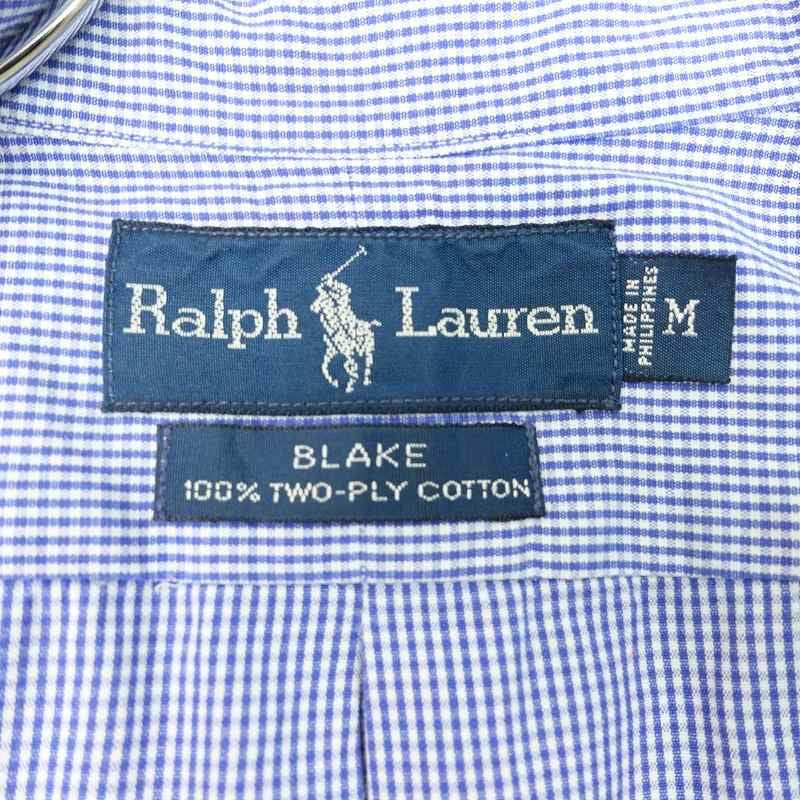 Ralph Lauren
MADE IN
PHILIPPINES
M
BLAKE
100% TWO-PLY COTTON